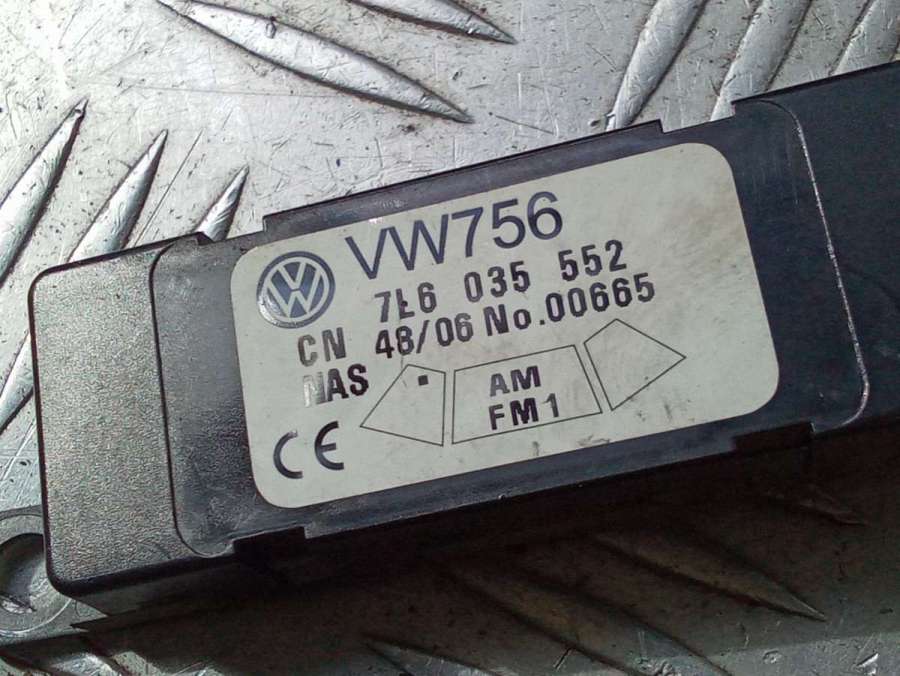 VW756
7L6 035 552
CN 48/06 No.00665
NAS
AM
FM1
CE